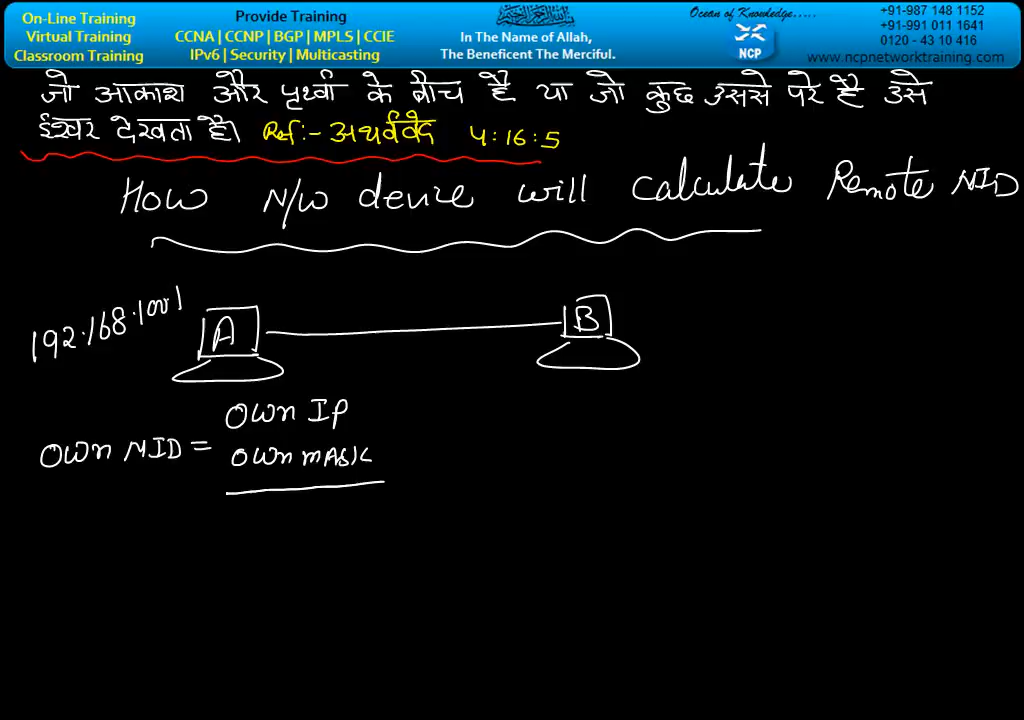 On-Line Training
Virtual Training
Classroom Training
Provide Training
CCNA | CCNP | BGP | MPLS | CCIE
IPv6 | Security | Multicasting
In The Name of Allah,
The Beneficent The Merciful.
Ocean of Knowledge.....
NCP
+91-987 148 1152
+91-991 011 1641
0120 - 43 10 416
www.ncpnetworktraining.com
जो आकाश और पृथ्वी के बीच है या जो कुछ उससे परे है उसे
ईश्वर देखता है। Ref:- अथर्ववेद 4:16:5
How N/w device will calculate Remote NID
192.168.100.1
A
B
own IP
own NID =
own mASK